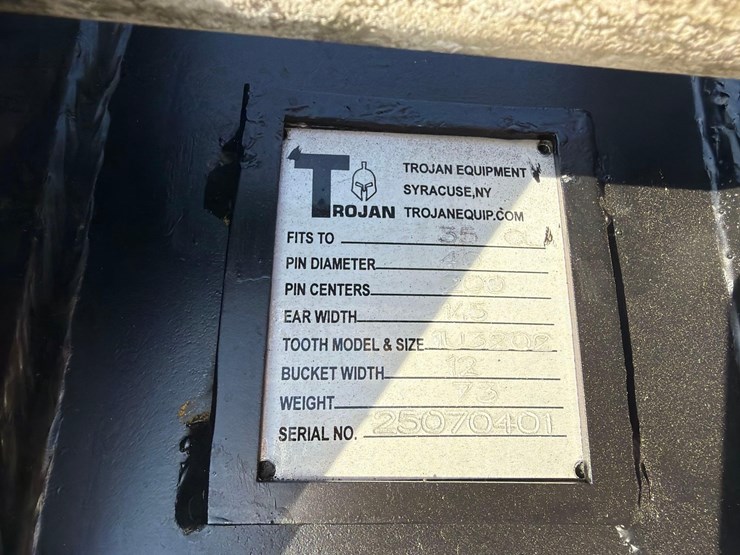 TROJAN
TROJAN EQUIPMENT
SYRACUSE,NY
TROJANEQUIP.COM
FITS TO 35
PIN DIAMETER
PIN CENTERS
EAR WIDTH
TOOTH MODEL & SIZE
BUCKET WIDTH 12
WEIGHT 73
SERIAL NO. 25070401